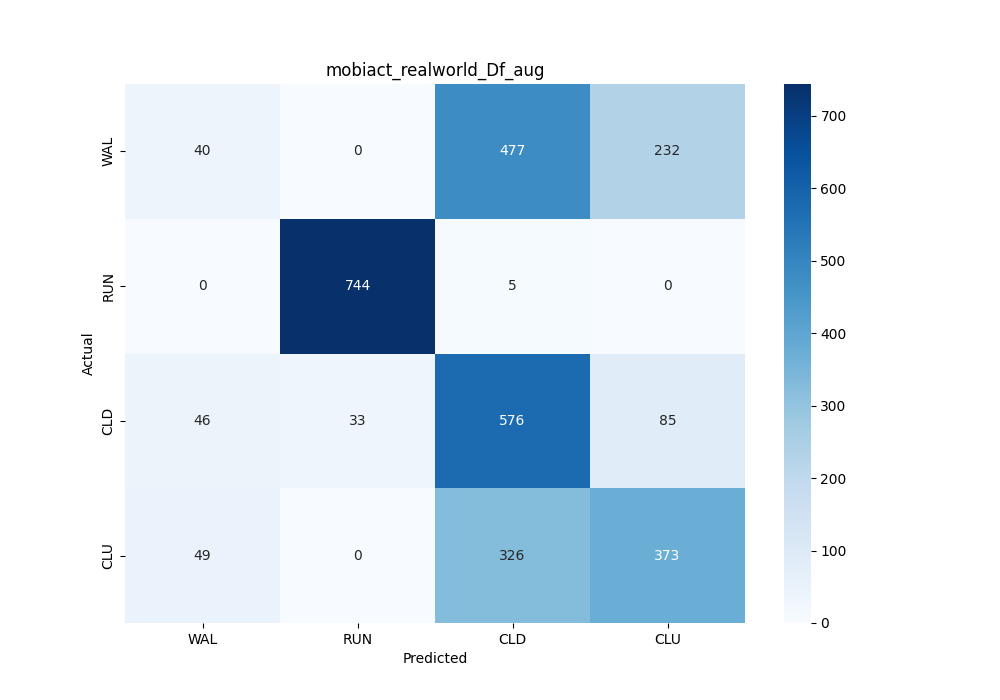 mobiact_realworld_Df_aug
WAL 40 0 477 232
RUN 0 744 5 0
CLD 46 33 576 85
CLU 49 0 326 373
WAL RUN CLD CLU
Actual
Predicted
700
600
500
400
300
200
100
0